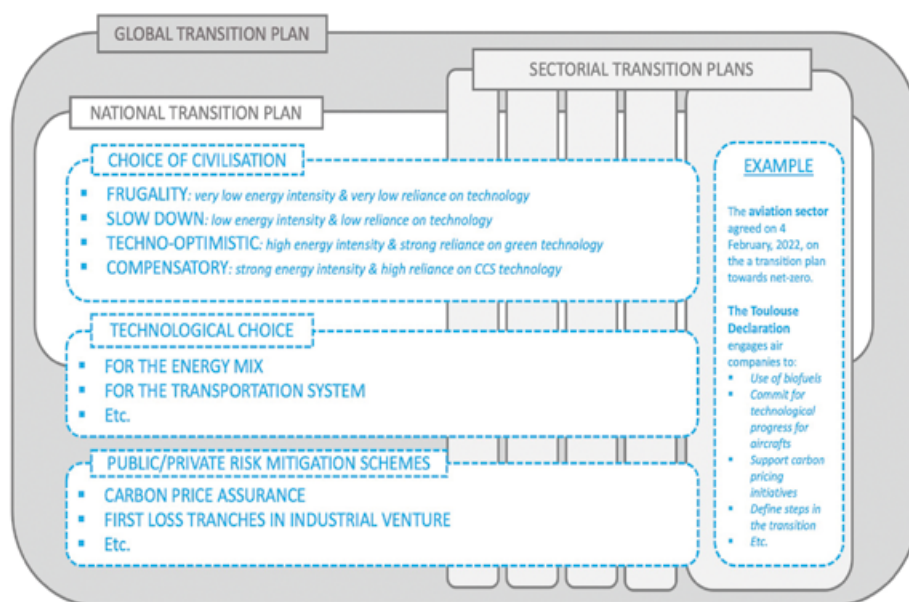 GLOBAL TRANSITION PLAN
SECTORIAL TRANSITION PLANS
NATIONAL TRANSITION PLAN
CHOICE OF CIVILISATION
▪ FRUGALITY: very low energy intensity & very low reliance on technology
▪ SLOW DOWN: low energy intensity & low reliance on technology
▪ TECHNO-OPTIMISTIC: high energy intensity & strong reliance on green technology
▪ COMPENSATORY: strong energy intensity & high reliance on CCS technology
TECHNOLOGICAL CHOICE
▪ FOR THE ENERGY MIX
▪ FOR THE TRANSPORTATION SYSTEM
▪ Etc.
PUBLIC/PRIVATE RISK MITIGATION SCHEMES
▪ CARBON PRICE ASSURANCE
▪ FIRST LOSS TRANCHES IN INDUSTRIAL VENTURE
▪ Etc.
EXAMPLE
The aviation sector
agreed on 4
February, 2022, on
the a transition plan
towards net-zero.
The Toulouse
Declaration
engages air
companies to:
▪ Use of biofuels
▪ Commit for
technological
progress for
aircrafts
▪ Support carbon
pricing
initiatives
▪ Define steps in
the transition
▪ Etc.